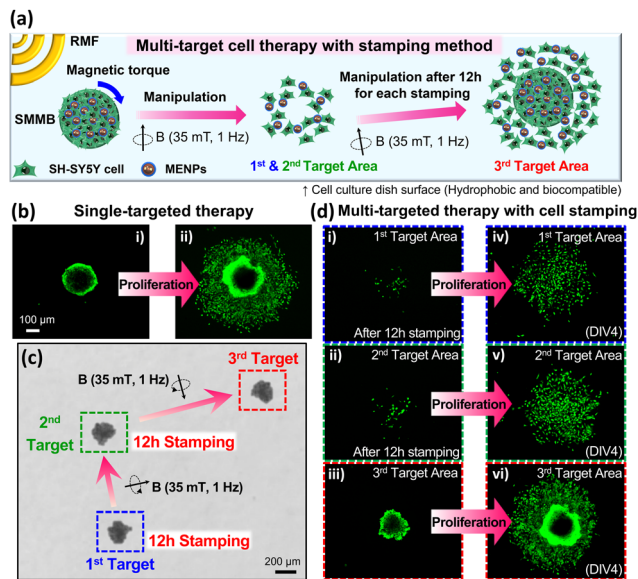 (a)
RMF
Multi-target cell therapy with stamping method
Magnetic torque
SMMB
Manipulation
B (35 mT, 1 Hz)
Manipulation after 12h
for each stamping
B (35 mT, 1 Hz)
SH-SY5Y cell
MENPs
1st & 2nd Target Area
3rd Target Area
↑ Cell culture dish surface (Hydrophobic and biocompatible)
(b)
Single-targeted therapy
i)
ii)
Proliferation
100 μm
(c)
3rd Target
B (35 mT, 1 Hz)
2nd
Target
12h Stamping
B (35 mT, 1 Hz)
12h Stamping
1st Target
200 μm
(d)
Multi-targeted therapy with cell stamping
i)
1st Target Area
After 12h stamping
Proliferation
iv)
1st Target Area
(DIV4)
ii)
2nd Target Area
After 12h stamping
Proliferation
v)
2nd Target Area
(DIV4)
iii)
3rd Target Area
Proliferation
vi)
3rd Target Area
(DIV4)